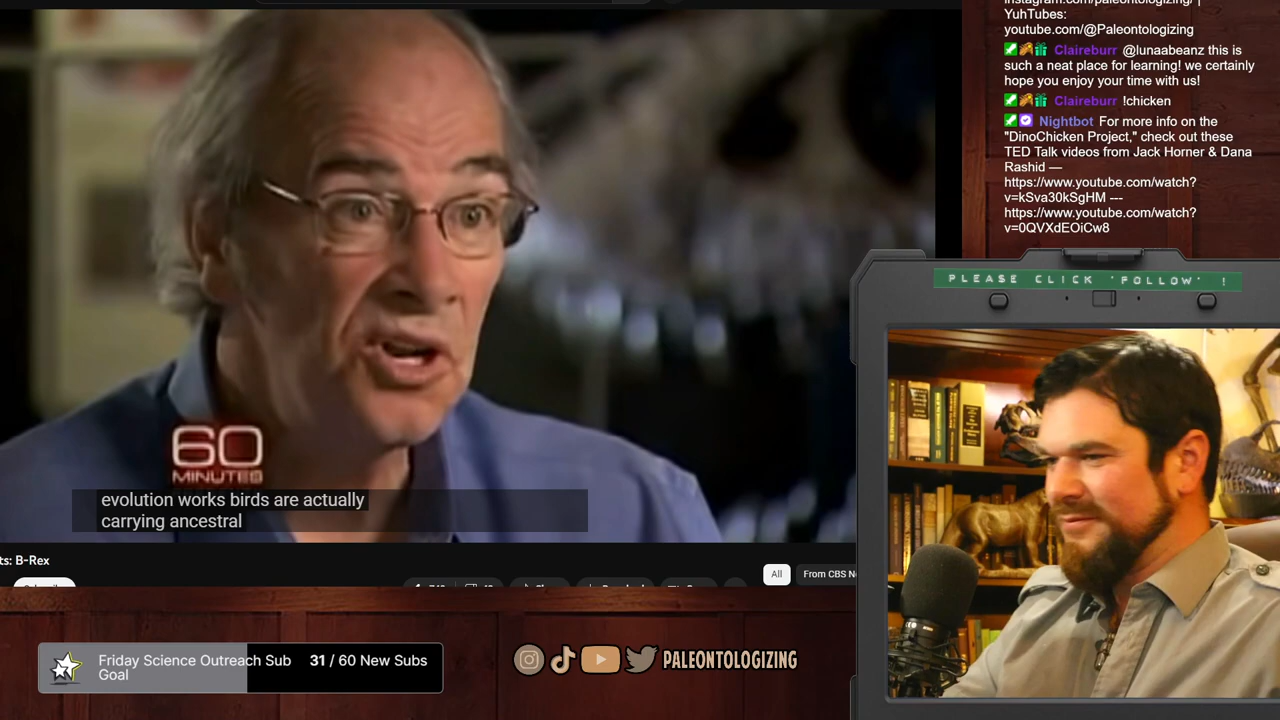 instagram.com/paleontologizing/ |
YuhTubes:
youtube.com/@Paleontologizing
Claireburr @lunaabeanz this is
such a neat place for learning! we certainly
hope you enjoy your time with us!
Claireburr !chicken
Nightbot For more info on the
"DinoChicken Project," check out these
TED Talk videos from Jack Horner & Dana
Rashid —
https://www.youtube.com/watch?
v=kSva30kSgHM ---
https://www.youtube.com/watch?
v=0QVXdEOiCw8
PLEASE CLICK 'FOLLOW' !
60
MINUTES
evolution works birds are actually
carrying ancestral
ts: B-Rex
All
From CBS N
Friday Science Outreach Sub
Goal
31 / 60 New Subs
PALEONTOLOGIZING